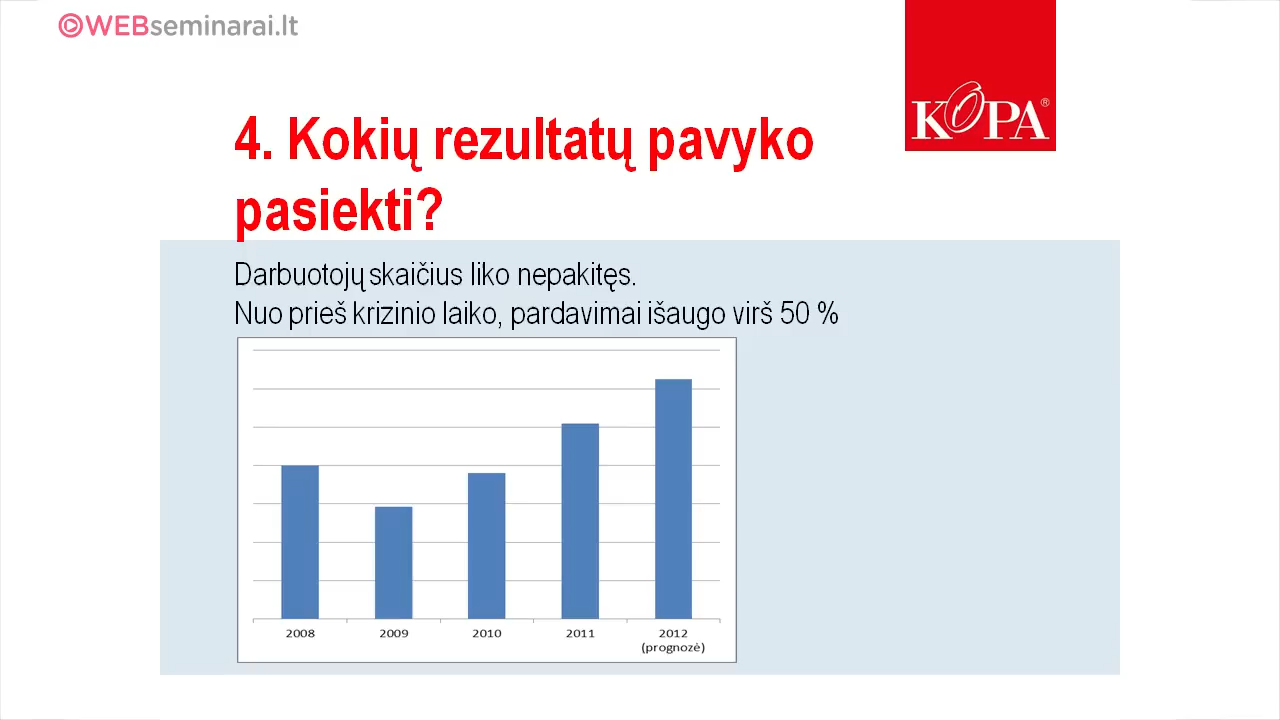 WEBseminarai.lt
KOPA®
4. Kokių rezultatų pavyko
pasiekti?
Darbuotojų skaičius liko nepakitęs.
Nuo prieš krizinio laiko, pardavimai išaugo virš 50 %
2008 2009 2010 2011 2012
(prognozė)